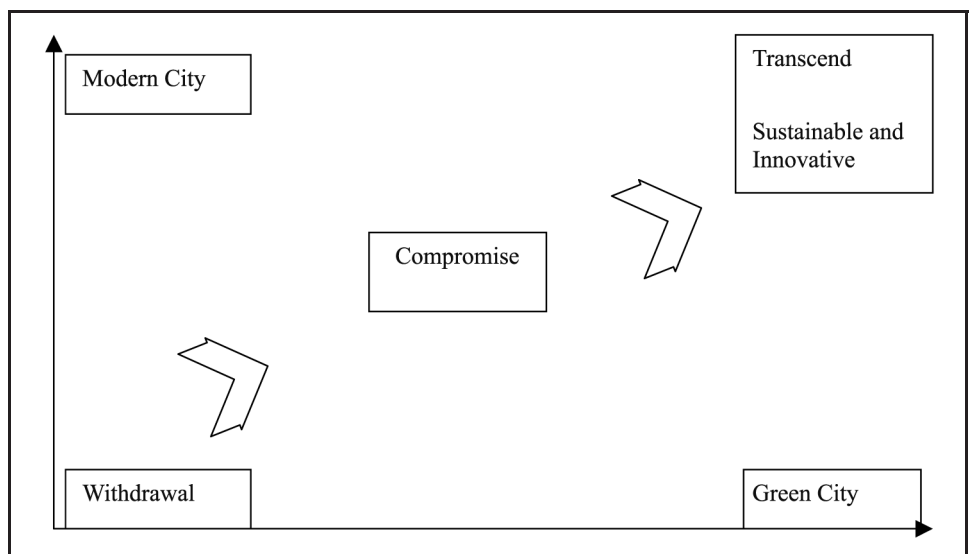 Modern City
Transcend
Sustainable and
Innovative
Compromise
Withdrawal
Green City